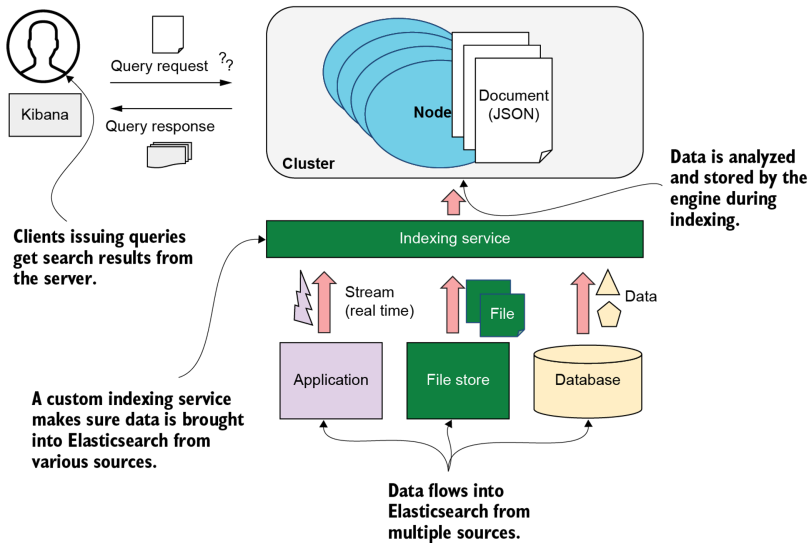 Query request
??
Kibana
Query response
Document
(JSON)
Node
Cluster
Data is analyzed
and stored by the
engine during
indexing.
Clients issuing queries
get search results from
the server.
Indexing service
Stream
(real time)
File
Data
Application
File store
Database
A custom indexing service
makes sure data is brought
into Elasticsearch from
various sources.
Data flows into
Elasticsearch from
multiple sources.